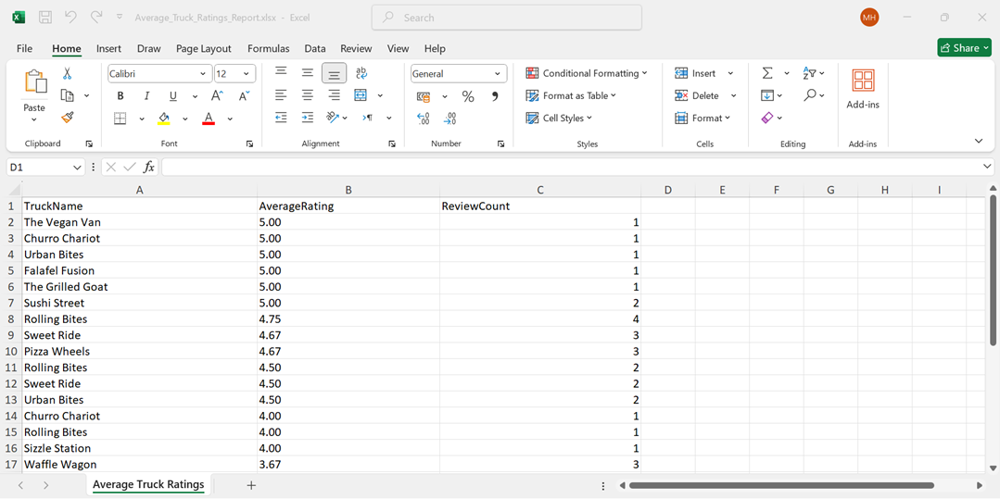 Average_Truck_Ratings_Report.xlsx - Excel
Search
MH
File Home Insert Draw Page Layout Formulas Data Review View Help
Share
Calibri 12 ab General Conditional Formatting Insert
Paste B I U A A % Format as Table Delete Add-ins
A Cell Styles Format
Clipboard Font Alignment Number Styles Cells Editing Add-ins
D1 fx
A B C D E F G H I
1 TruckName AverageRating ReviewCount
2 The Vegan Van 5.00 1
3 Churro Chariot 5.00 1
4 Urban Bites 5.00 1
5 Falafel Fusion 5.00 1
6 The Grilled Goat 5.00 1
7 Sushi Street 5.00 2
8 Rolling Bites 4.75 4
9 Sweet Ride 4.67 3
10 Pizza Wheels 4.67 3
11 Rolling Bites 4.50 2
12 Sweet Ride 4.50 2
13 Urban Bites 4.50 2
14 Churro Chariot 4.00 1
15 Rolling Bites 4.00 1
16 Sizzle Station 4.00 1
17 Waffle Wagon 3.67 3
Average Truck Ratings